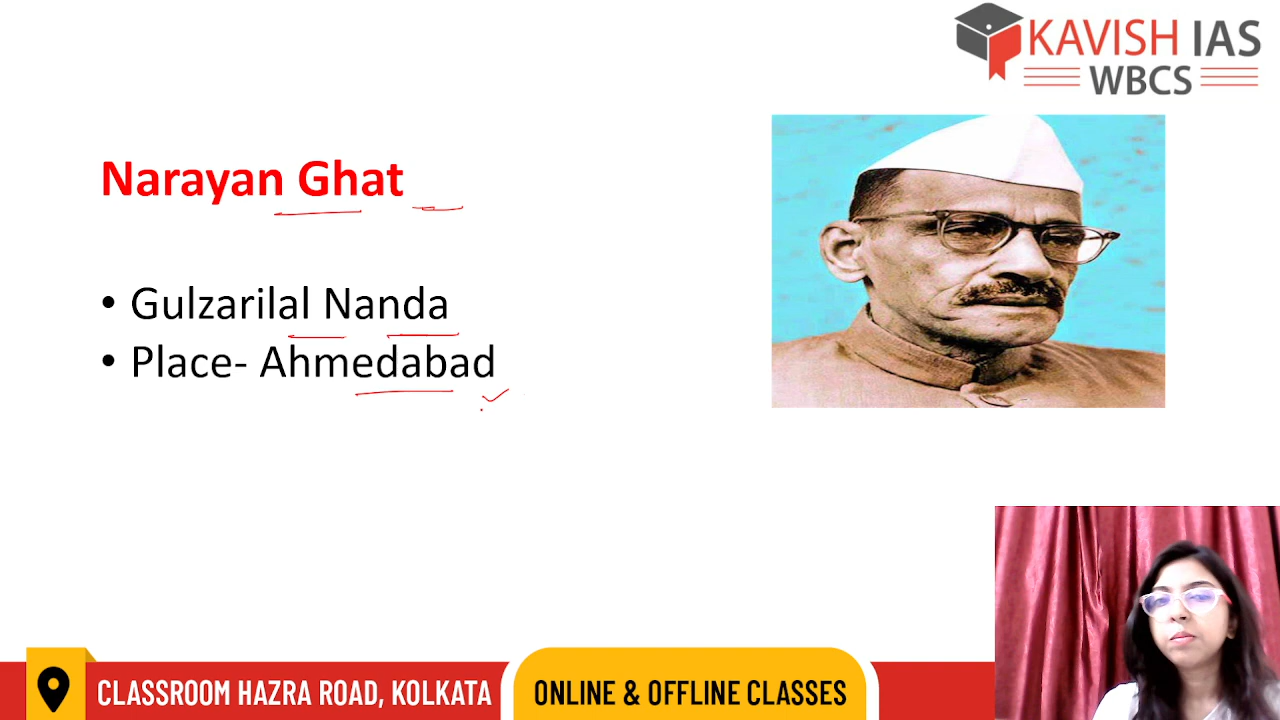 KAVISH IAS
WBCS
Narayan Ghat
• Gulzarilal Nanda
• Place- Ahmedabad
CLASSROOM HAZRA ROAD, KOLKATA
ONLINE & OFFLINE CLASSES